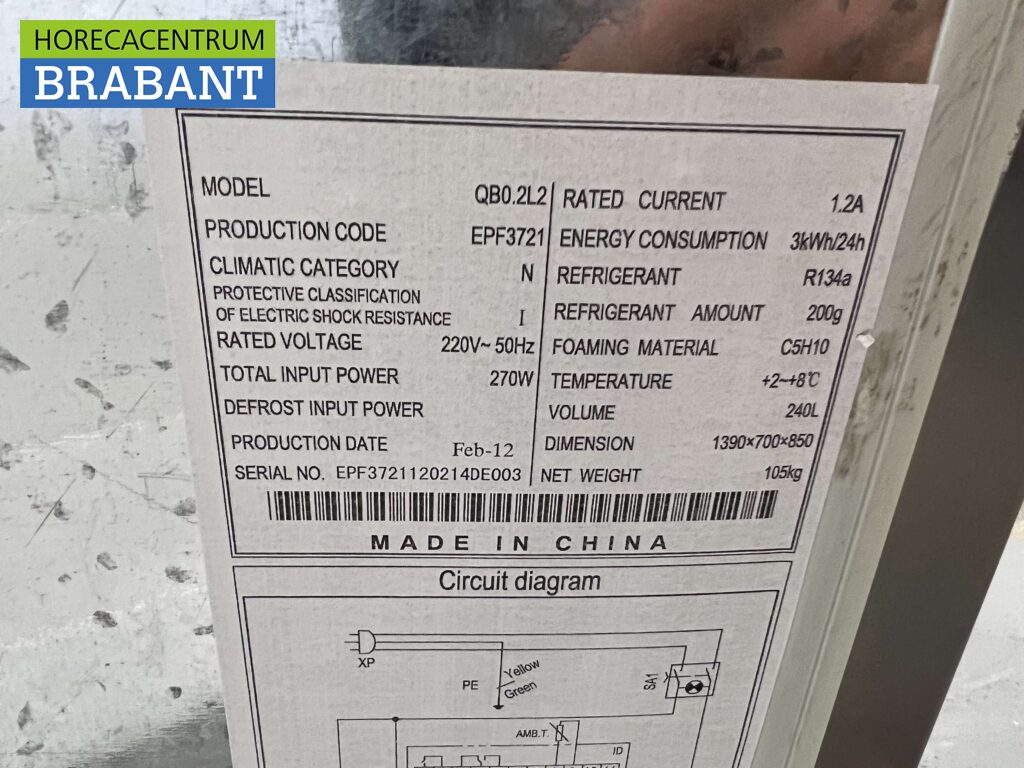 HORECACENTRUM
BRABANT
MODEL QB0.2L2
PRODUCTION CODE EPF3721
CLIMATIC CATEGORY N
PROTECTIVE CLASSIFICATION
OF ELECTRIC SHOCK RESISTANCE I
RATED VOLTAGE 220V~ 50Hz
TOTAL INPUT POWER 270W
DEFROST INPUT POWER
PRODUCTION DATE Feb-12
SERIAL NO. EPF3721120214DE003
RATED CURRENT 1.2A
ENERGY CONSUMPTION 3kWh/24h
REFRIGERANT R134a
REFRIGERANT AMOUNT 200g
FOAMING MATERIAL C5H10
TEMPERATURE +2~+8℃
VOLUME 240L
DIMENSION 1390×700×850
NET WEIGHT 105kg
MADE IN CHINA
Circuit diagram
XP
PE
Yellow
Green
SA1
AMB.T.
ID